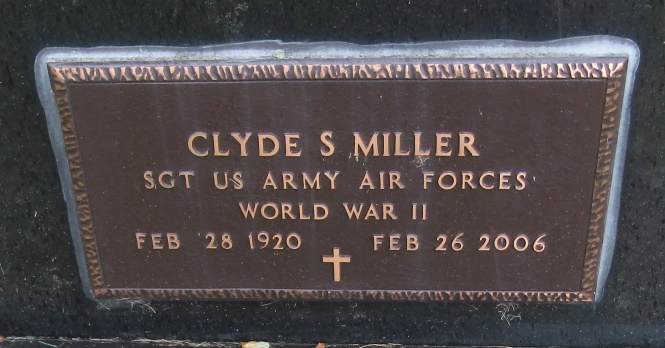 CLYDE S MILLER
SGT US ARMY AIR FORCES
WORLD WAR II
FEB 28 1920 FEB 26 2006